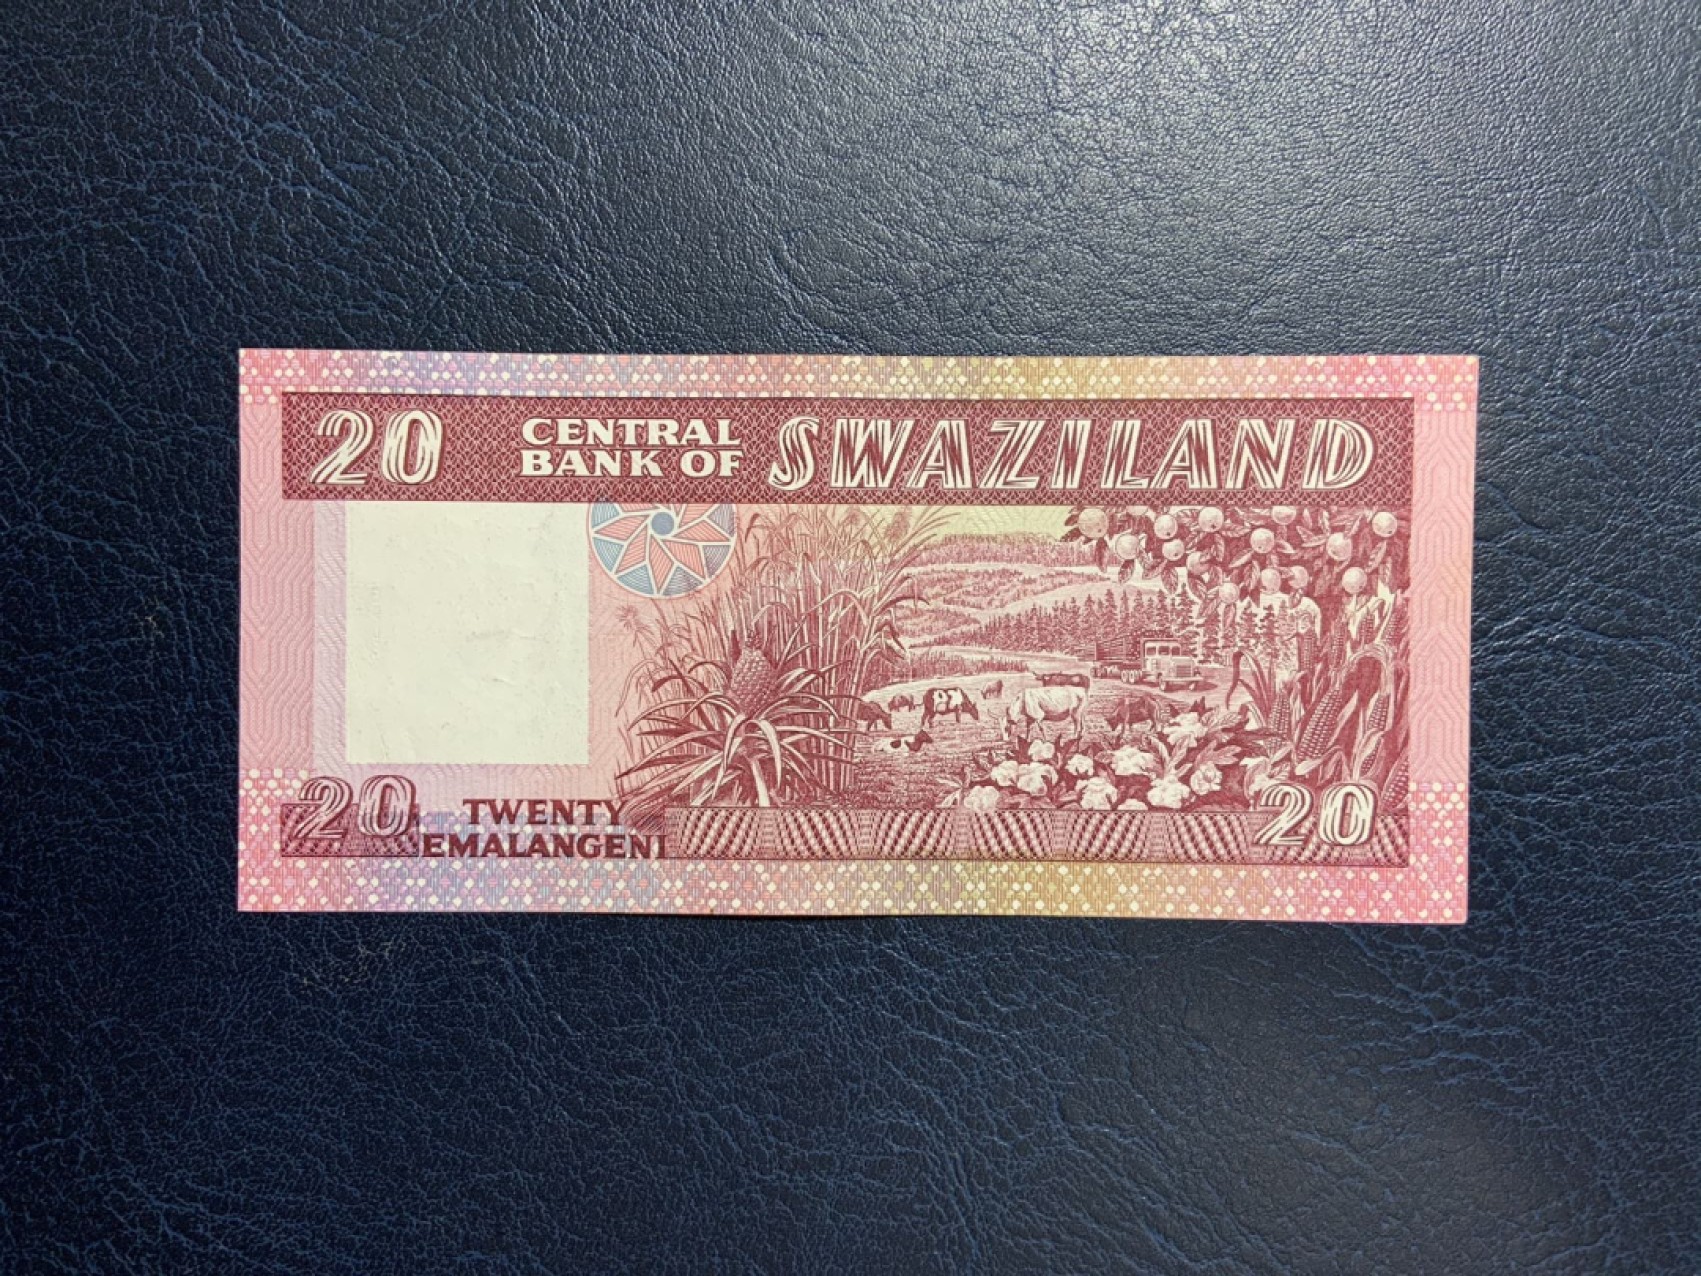 20 CENTRAL BANK OF SWAZILAND
20 TWENTY EMALANGENI 20